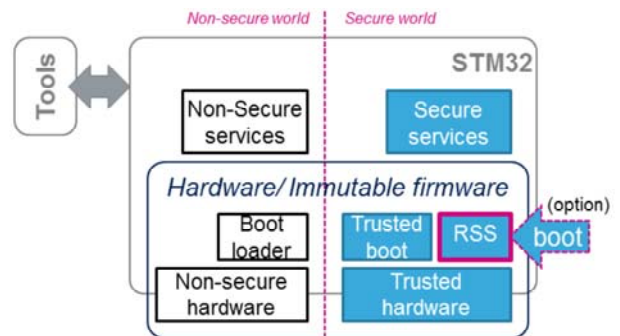 Non-secure world
Secure world
STM32
Tools
Non-Secure
services
Secure
services
Hardware/ Immutable firmware
(option)
Boot
loader
Trusted
boot
RSS
boot
Non-secure
hardware
Trusted
hardware